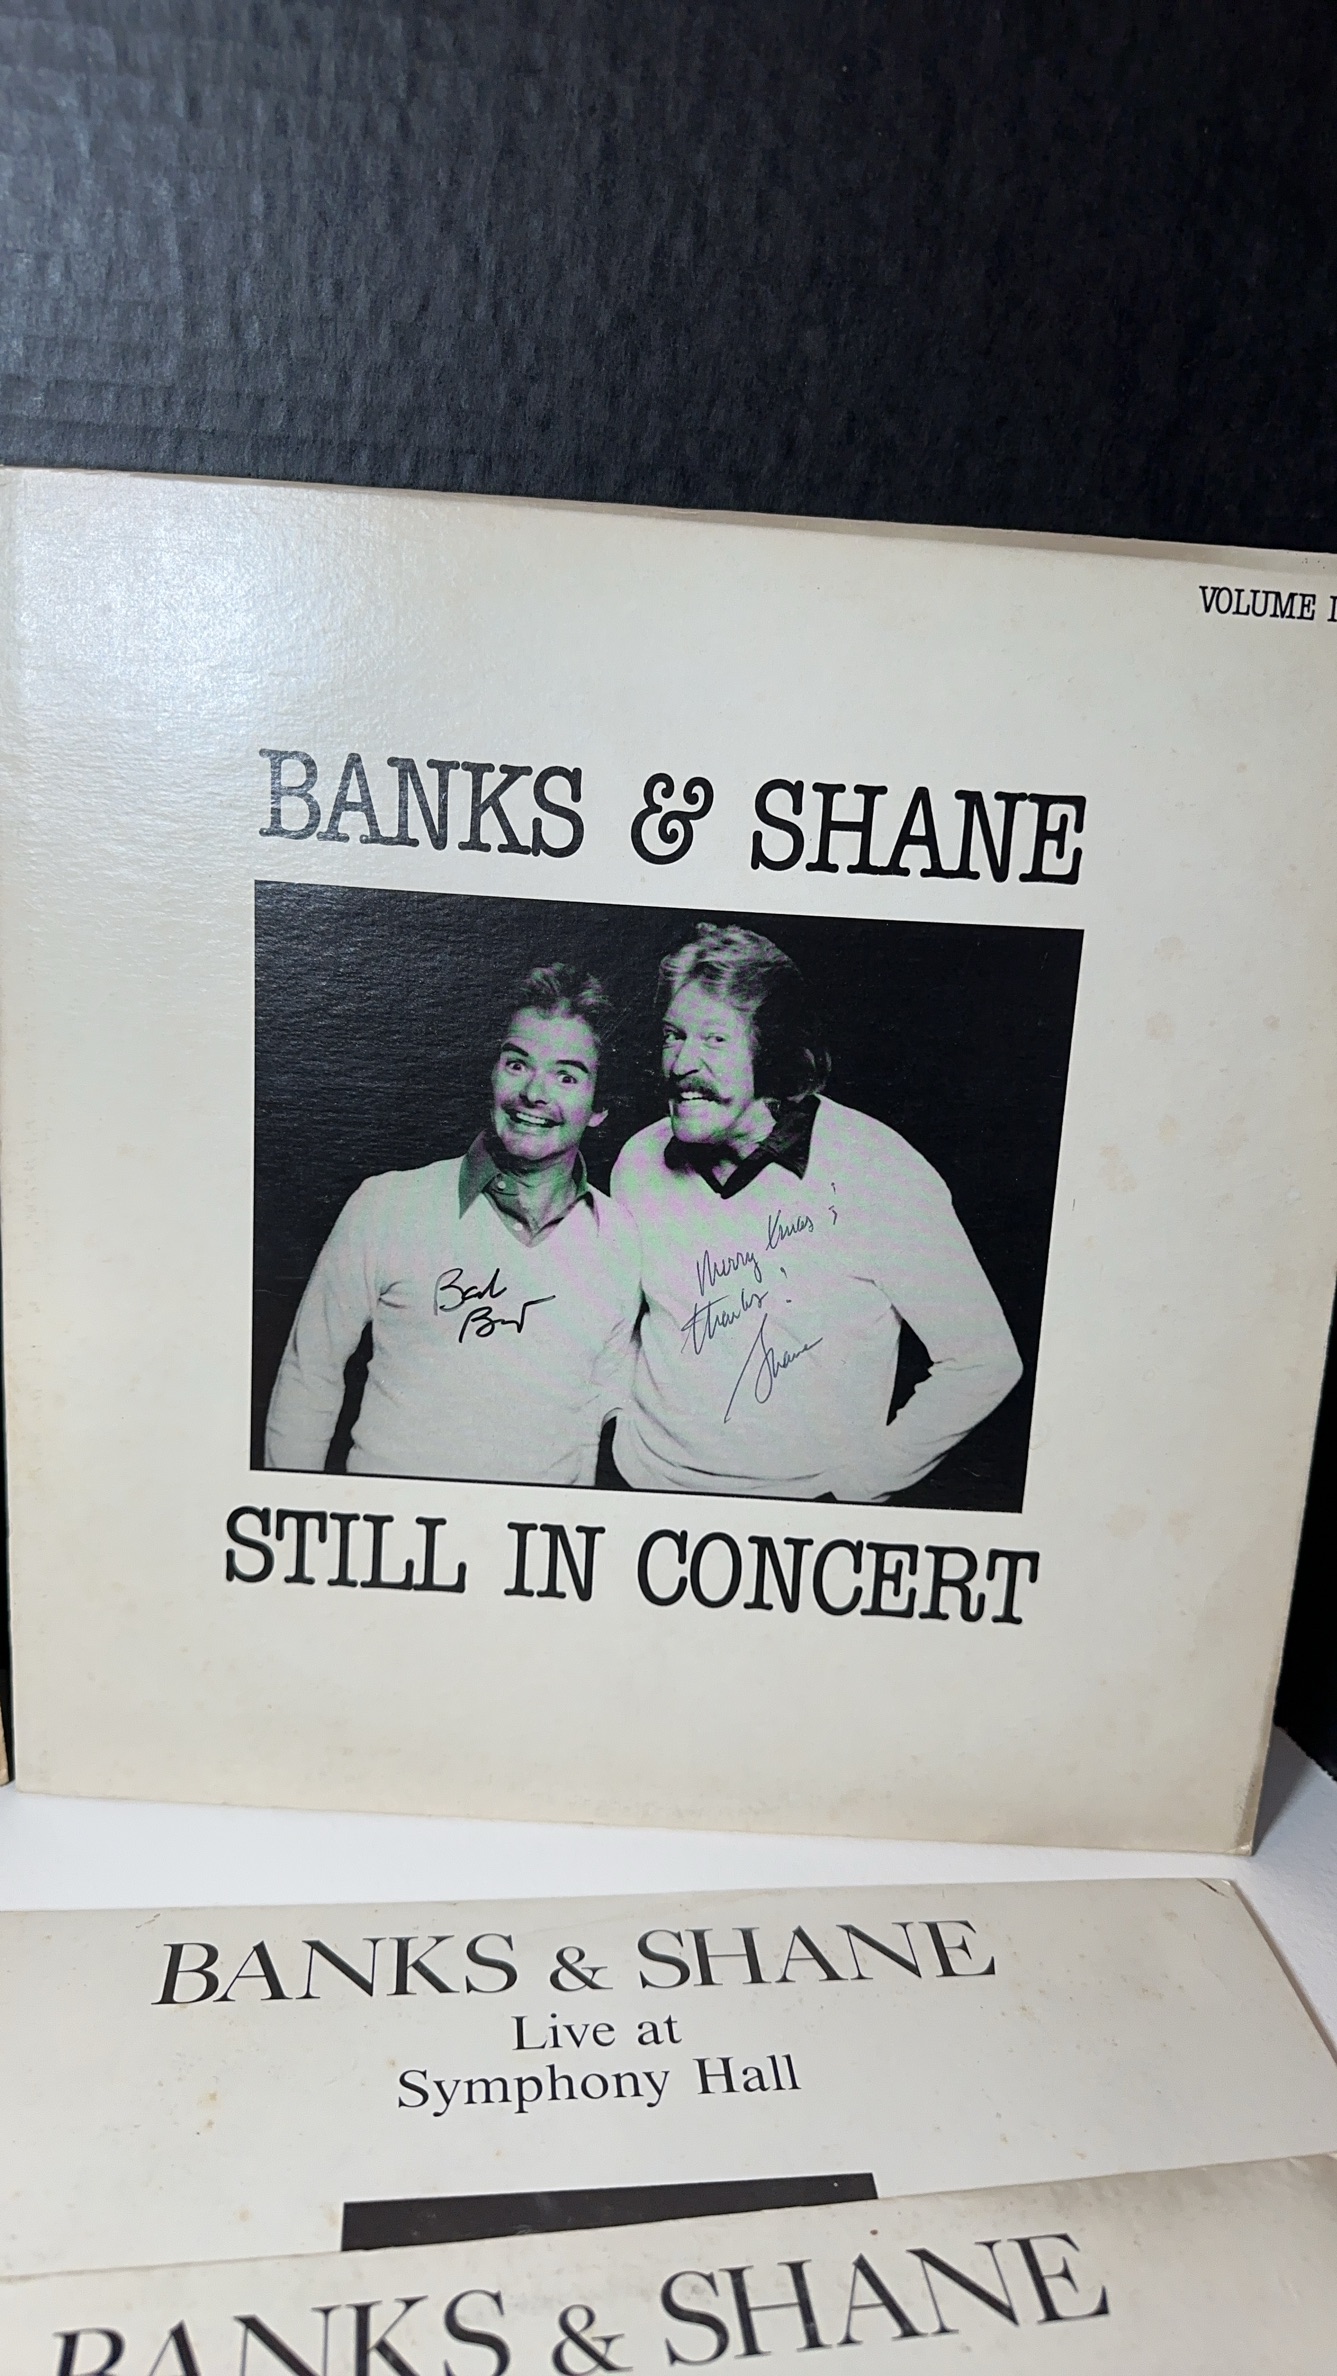 VOLUME I
BANKS & SHANE
Merry Xmas ;
thanks!
Shane
STILL IN CONCERT
BANKS & SHANE
Live at
Symphony Hall
BANKS & SHANE